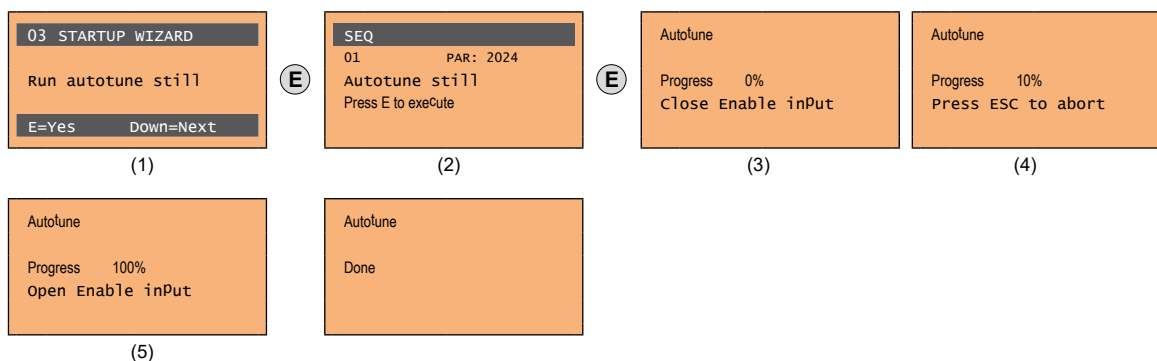 03 STARTUP WIZARD
Run autotune still
E=Yes Down=Next
(1)
E
SEQ
01 PAR: 2024
Autotune still
Press E to execute
(2)
E
Autotune
Progress 0%
Close Enable input
(3)
Autotune
Progress 10%
Press ESC to abort
(4)
Autotune
Progress 100%
Open Enable input
(5)
Autotune
Done